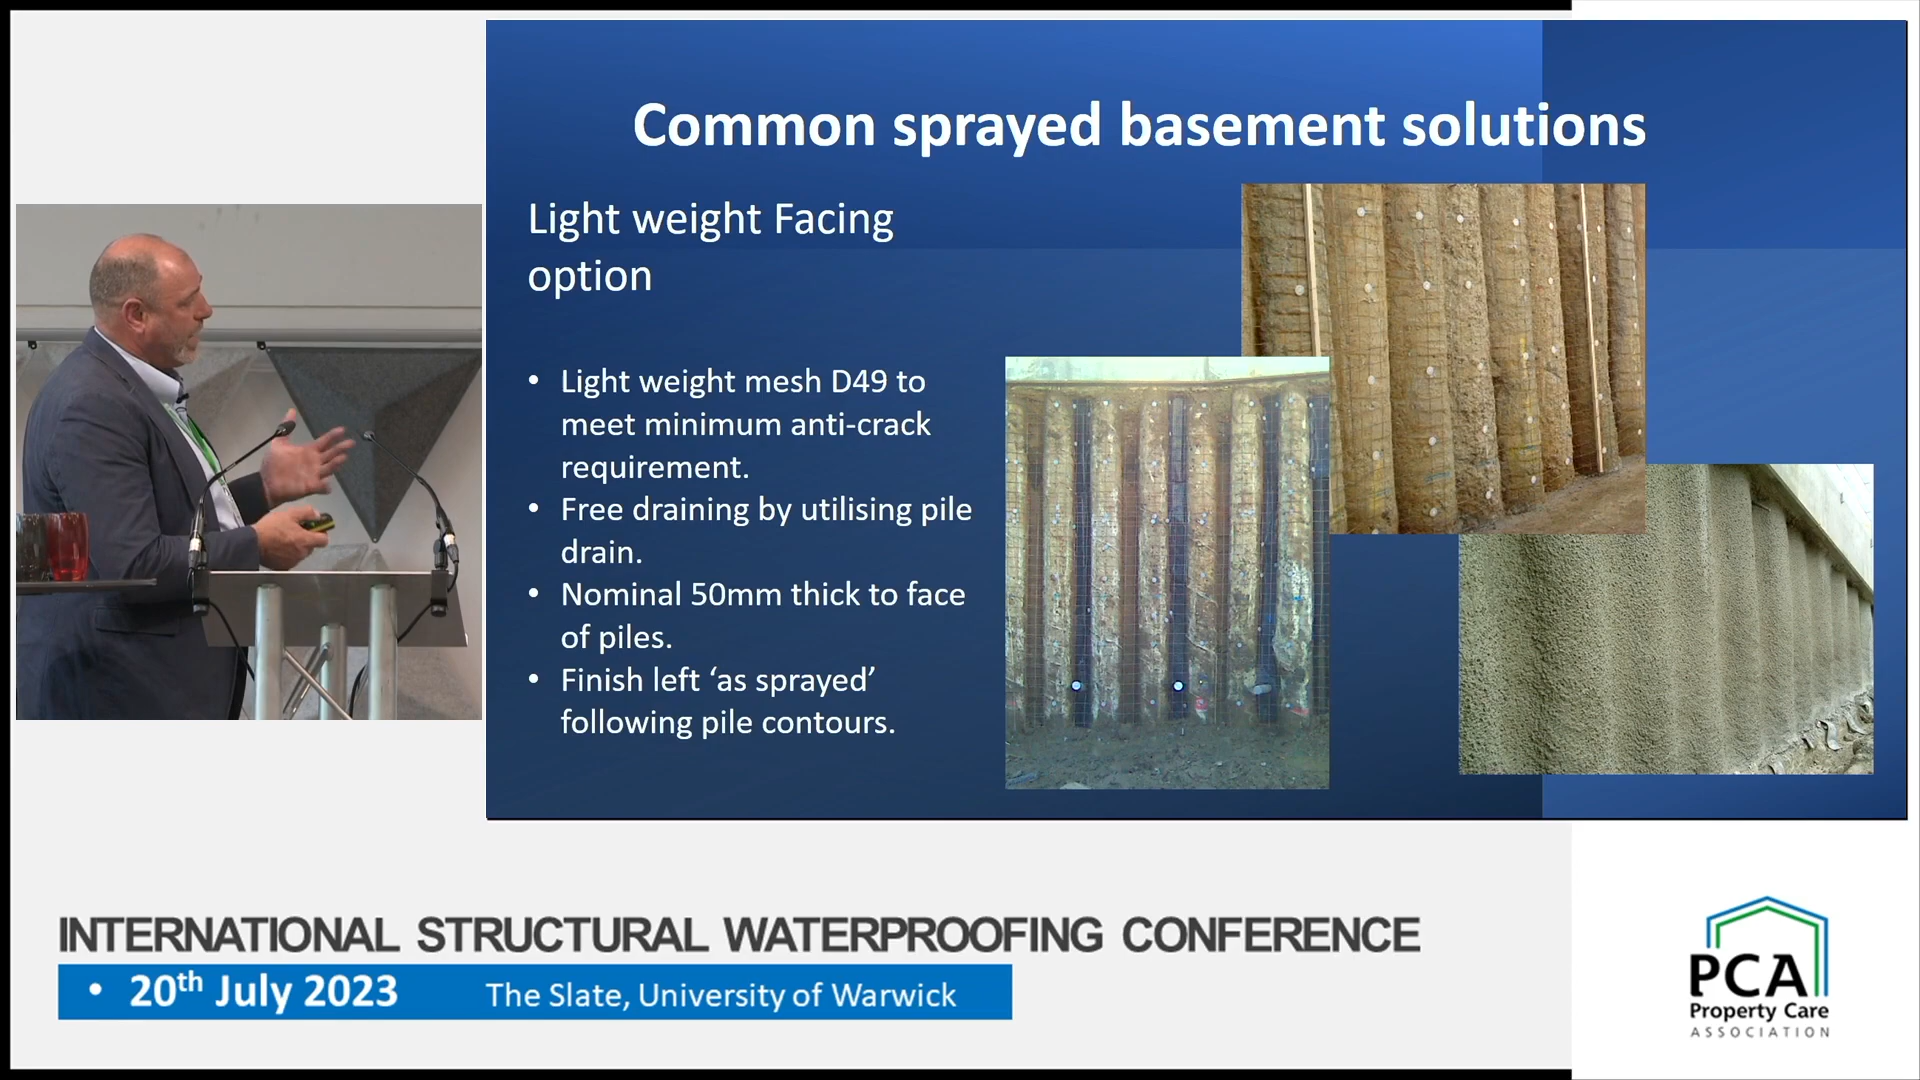 Common sprayed basement solutions
Light weight Facing
option
• Light weight mesh D49 to
meet minimum anti-crack
requirement.
• Free draining by utilising pile
drain.
• Nominal 50mm thick to face
of piles.
• Finish left ‘as sprayed’
following pile contours.
INTERNATIONAL STRUCTURAL WATERPROOFING CONFERENCE
• 20th July 2023 The Slate, University of Warwick
PCA
Property Care
ASSOCIATION